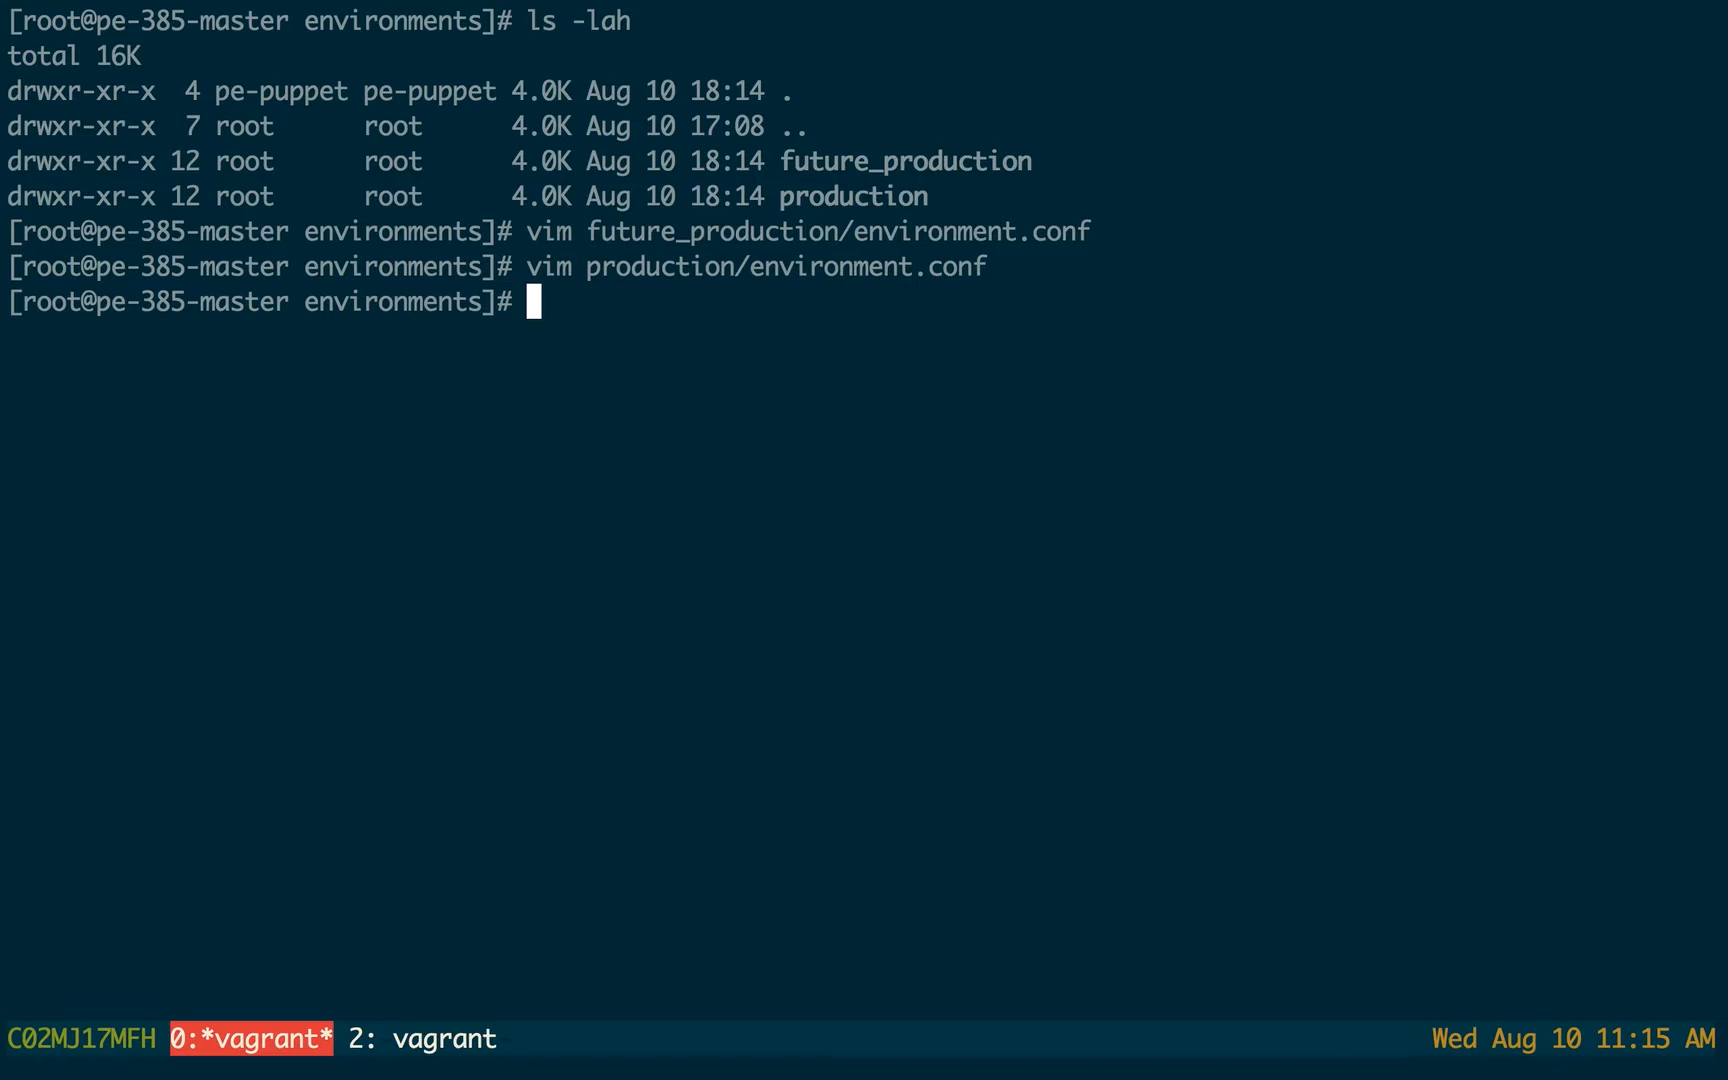 [root@pe-385-master environments]# ls -lah
total 16K
drwxr-xr-x  4 pe-puppet pe-puppet 4.0K Aug 10 18:14 .
drwxr-xr-x  7 root      root      4.0K Aug 10 17:08 ..
drwxr-xr-x 12 root      root      4.0K Aug 10 18:14 future_production
drwxr-xr-x 12 root      root      4.0K Aug 10 18:14 production
[root@pe-385-master environments]# vim future_production/environment.conf
[root@pe-385-master environments]# vim production/environment.conf
[root@pe-385-master environments]#
C02MJ17MFH 0:*vagrant* 2: vagrant Wed Aug 10 11:15 AM